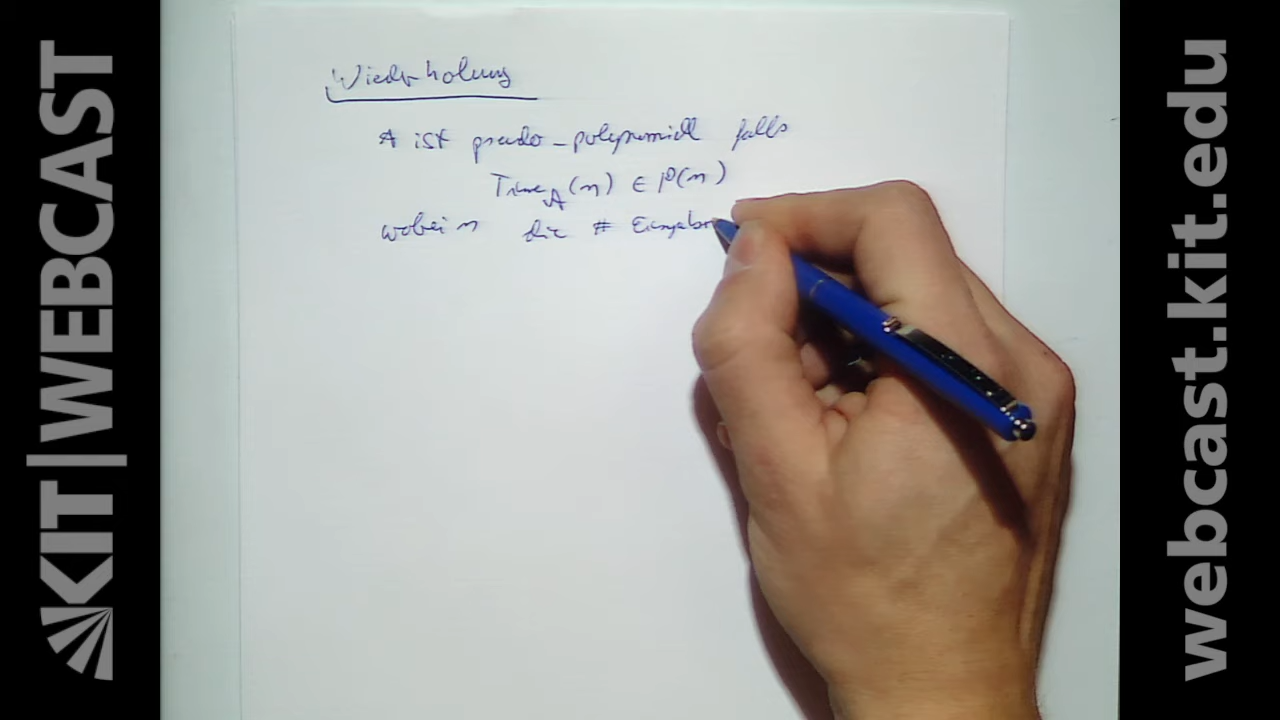 KIT | WEBCAST
Wiederholung
A ist pseudo-polynomiell falls
Time_A(n) ∈ P(n)
wobei n die # Eingabe
webcast.kit.edu